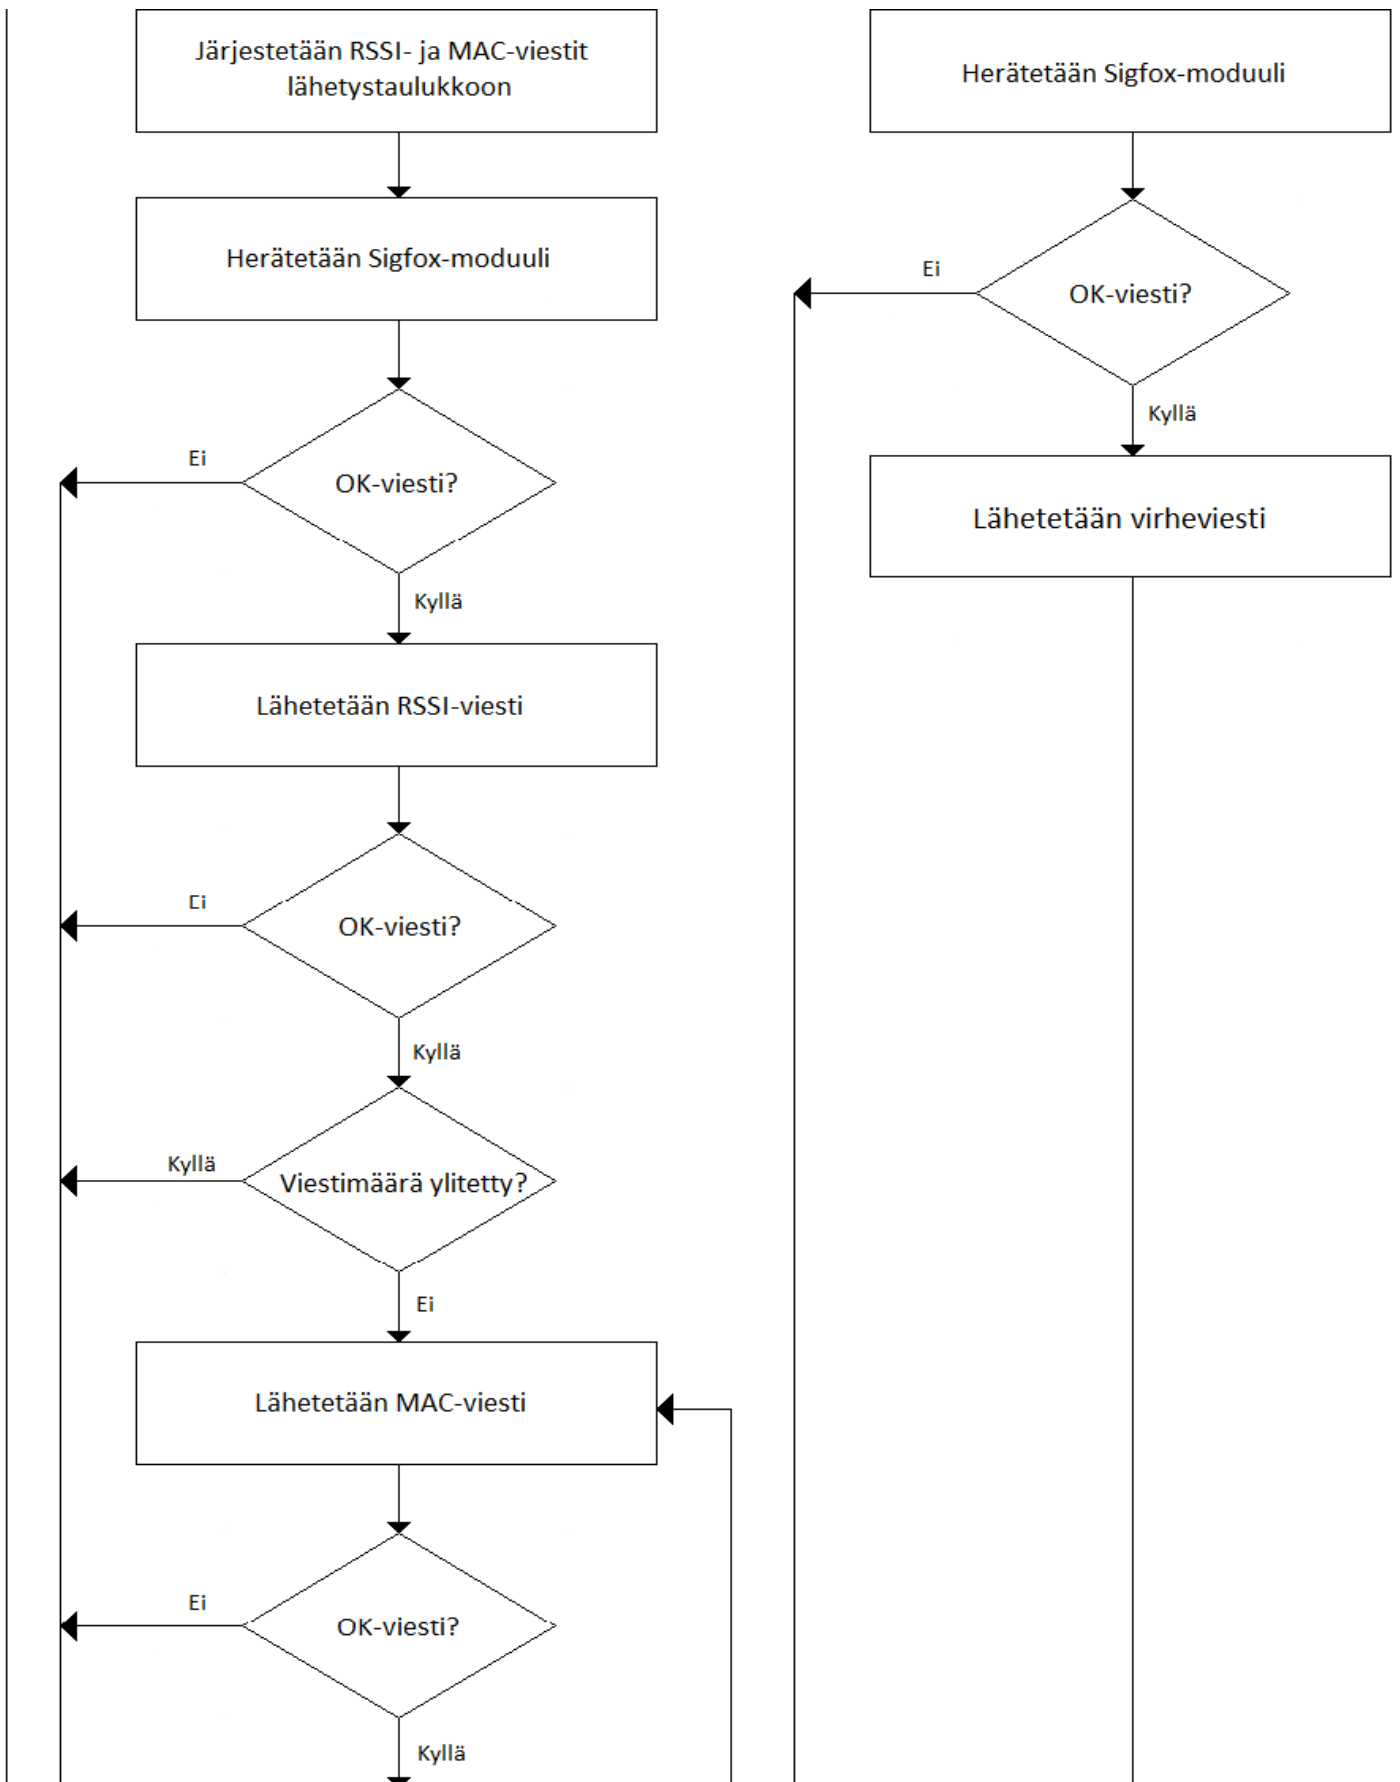 Järjestetään RSSI- ja MAC-viestit
lähetystaulukkoon
Herätetään Sigfox-moduuli
OK-viesti?
Ei
Kyllä
Lähetetään RSSI-viesti
OK-viesti?
Ei
Kyllä
Viestimäärä ylitetty?
Kyllä
Ei
Lähetetään MAC-viesti
OK-viesti?
Ei
Kyllä
Herätetään Sigfox-moduuli
OK-viesti?
Ei
Kyllä
Lähetetään virheviesti